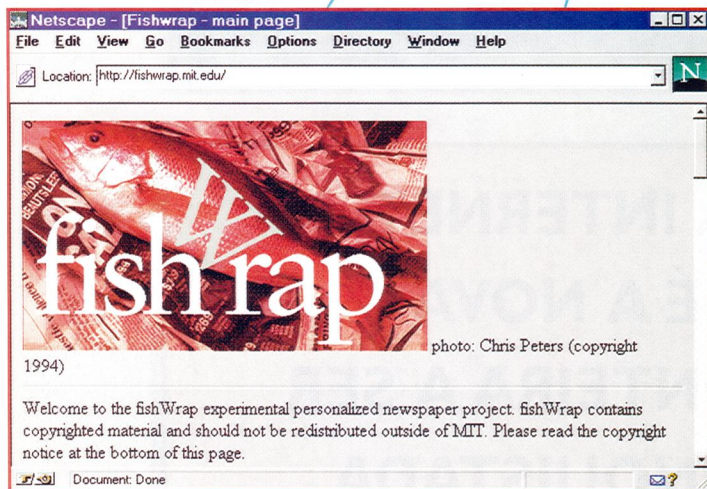 Netscape - [Fishwrap - main page]
File Edit View Go Bookmarks Options Directory Window Help
Location: http://fishwrap.mit.edu/
N
fishWrap
photo: Chris Peters (copyright
1994)
Welcome to the fishWrap experimental personalized newspaper project. fishWrap contains
copyrighted material and should not be redistributed outside of MIT. Please read the copyright
notice at the bottom of this page.
Document: Done